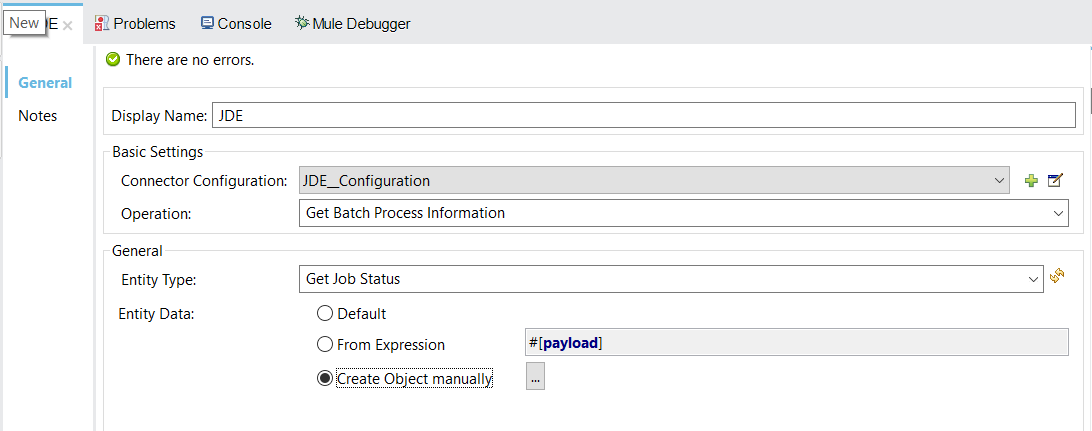 New DE Problems Console Mule Debugger
There are no errors.
General
Notes
Display Name: JDE
Basic Settings
Connector Configuration: JDE__Configuration
Operation: Get Batch Process Information
General
Entity Type: Get Job Status
Entity Data: Default
From Expression #[payload]
Create Object manually ...